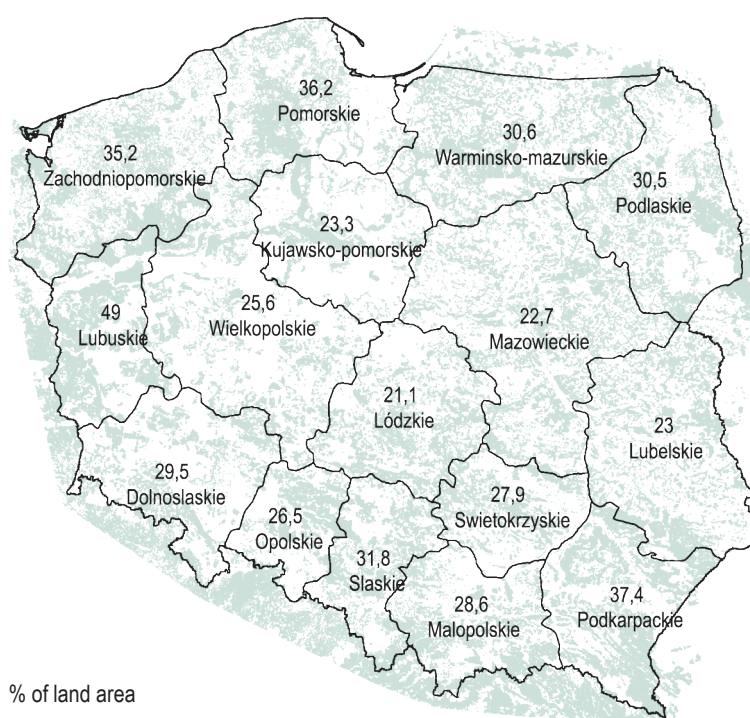 36,2
Pomorskie
30,6
Warminsko-mazurskie
35,2
Zachodniopomorskie
30,5
Podlaskie
23,3
Kujawsko-pomorskie
49
Lubuskie
25,6
Wielkopolskie
22,7
Mazowieckie
21,1
Lódzkie
23
Lubelskie
29,5
Dolnoslaskie
26,5
Opolskie
27,9
Swietokrzyskie
31,8
Slaskie
28,6
Malopolskie
37,4
Podkarpackie
% of land area